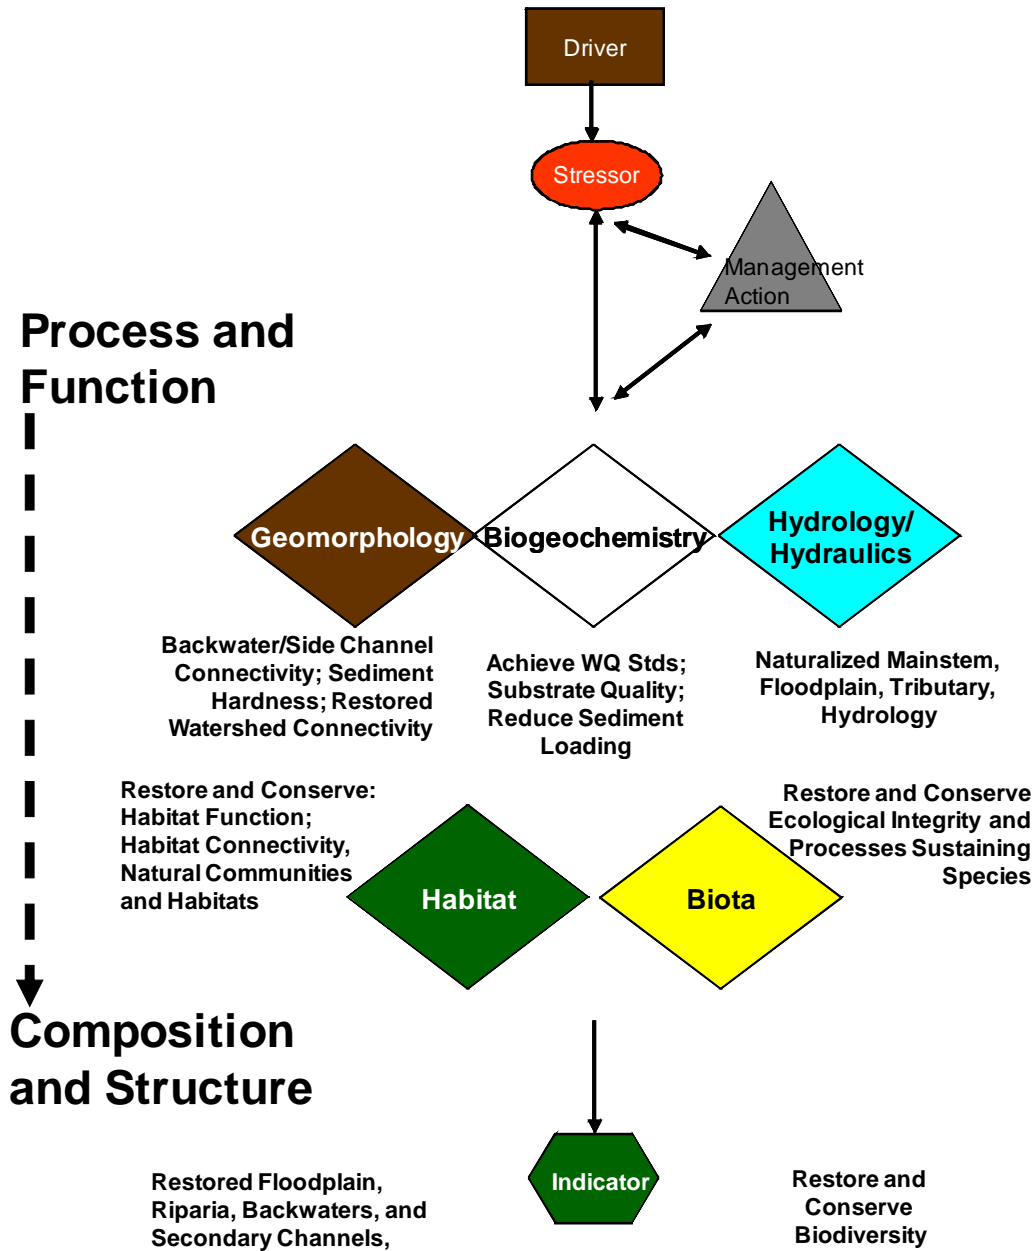 Driver
Stressor
Management
Action
Process and
Function
Geomorphology
Biogeochemistry
Hydrology/
Hydraulics
Backwater/Side Channel
Connectivity; Sediment
Hardness; Restored
Watershed Connectivity
Achieve WQ Stds;
Substrate Quality;
Reduce Sediment
Loading
Naturalized Mainstem,
Floodplain, Tributary,
Hydrology
Restore and Conserve:
Habitat Function;
Habitat Connectivity,
Natural Communities
and Habitats
Habitat
Biota
Restore and Conserve
Ecological Integrity and
Processes Sustaining
Species
Composition
and Structure
Restored Floodplain,
Riparia, Backwaters, and
Secondary Channels,
Indicator
Restore and
Conserve
Biodiversity